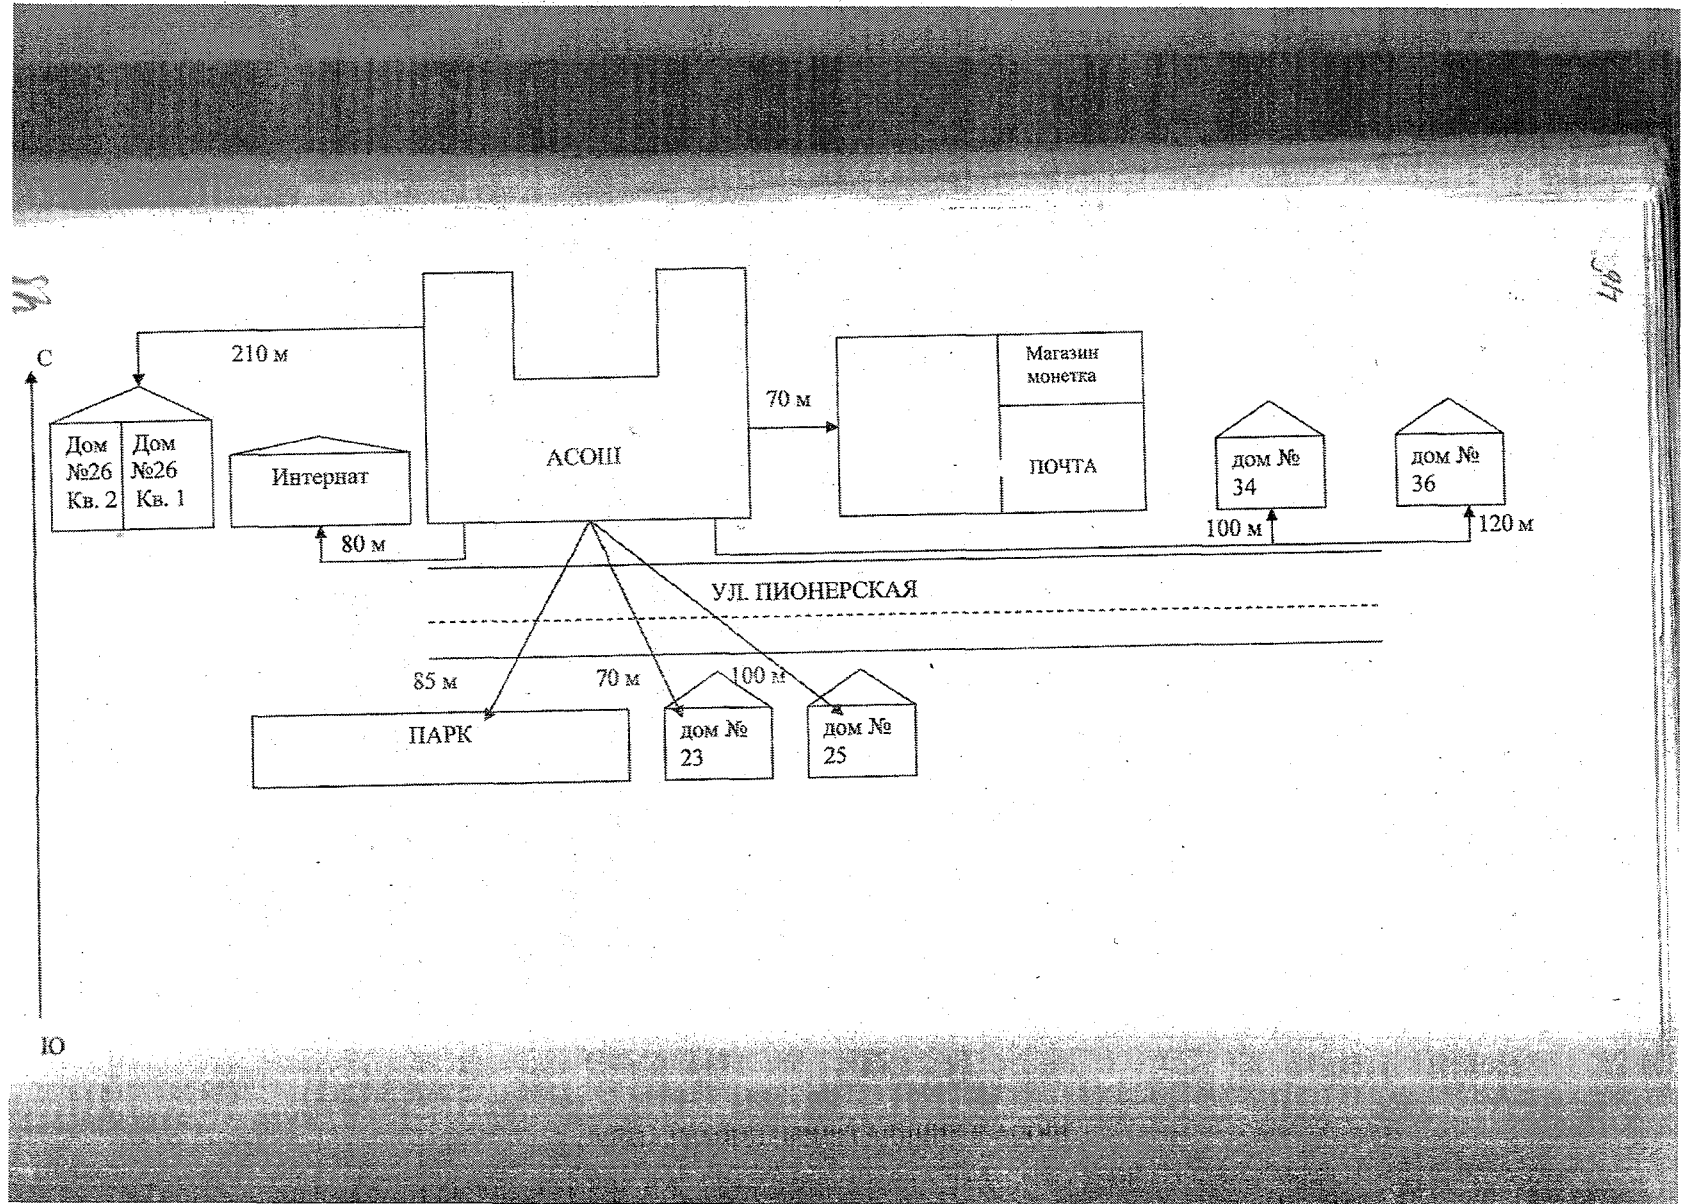 С
210 м
Дом
№26
Кв. 2
Дом
№26
Кв. 1
Интернат
80 м
АСОШ
70 м
Магазин
монетка
ПОЧТА
дом №
34
100 м
дом №
36
120 м
УЛ. ПИОНЕРСКАЯ
85 м
70 м
100 м
ПАРК
дом №
23
дом №
25
Ю